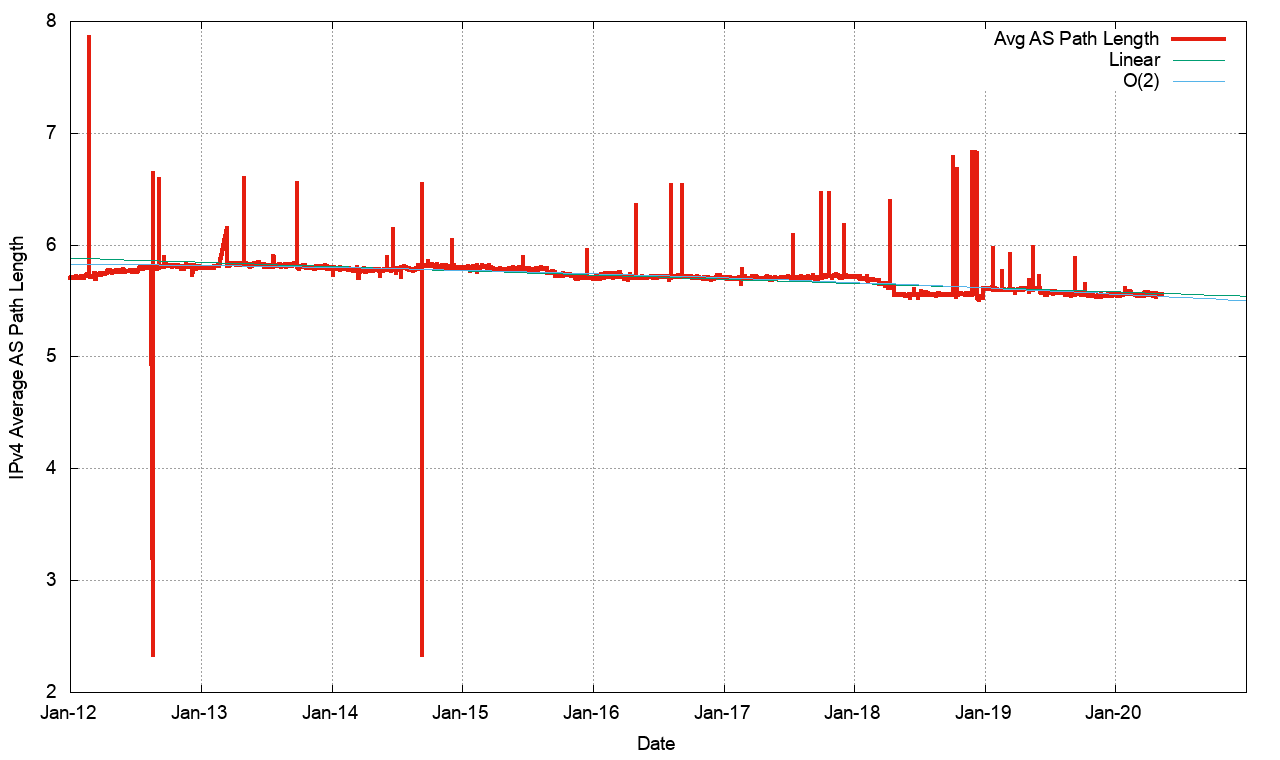 8
7
6
5
4
3
2
IPv4 Average AS Path Length
Avg AS Path Length
Linear
O(2)
Jan-12 Jan-13 Jan-14 Jan-15 Jan-16 Jan-17 Jan-18 Jan-19 Jan-20
Date